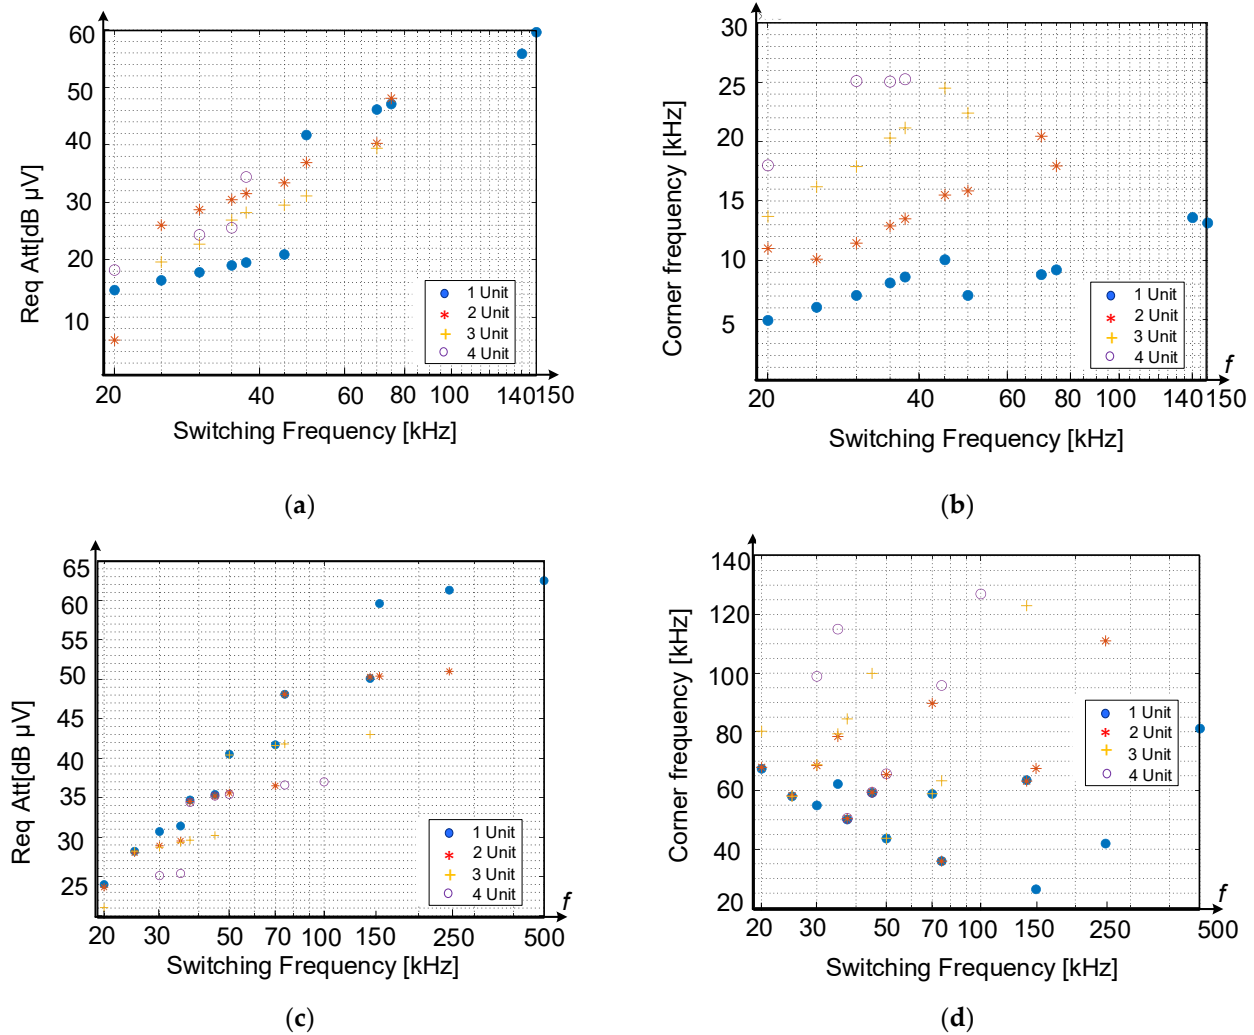 60
50
40
30
20
10
Req Att[dB µV]
20 40 60 80 100 140 150
Switching Frequency [kHz]
1 Unit
2 Unit
3 Unit
4 Unit
(a)
30
25
20
15
10
5
Corner frequency [kHz]
20 40 60 80 100 140 150
f
Switching Frequency [kHz]
1 Unit
2 Unit
3 Unit
4 Unit
(b)
65
60
55
50
45
40
35
30
25
Req Att[dB µV]
20 30 50 70 100 150 250 500
f
Switching Frequency [kHz]
1 Unit
2 Unit
3 Unit
4 Unit
(c)
140
120
100
80
60
40
20
Corner frequency [kHz]
20 30 50 70 100 150 250 500
f
Switching Frequency [kHz]
1 Unit
2 Unit
3 Unit
4 Unit
(d)